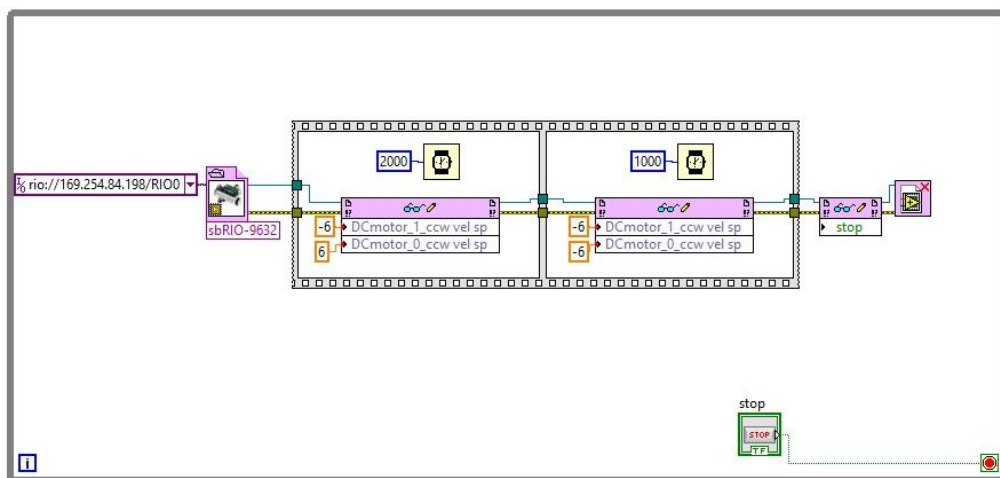 2000
1000
rio://169.254.84.198/RIO0
sbRIO-9632
-6 DCmotor_1_ccw vel sp
6 DCmotor_0_ccw vel sp
-6 DCmotor_1_ccw vel sp
-6 DCmotor_0_ccw vel sp
stop
stop
STOP
TF
i